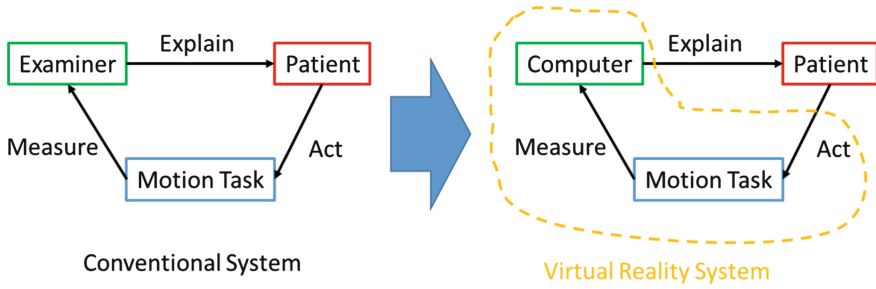 Explain
Examiner
Patient
Measure
Act
Motion Task
Conventional System
Explain
Computer
Patient
Measure
Act
Motion Task
Virtual Reality System